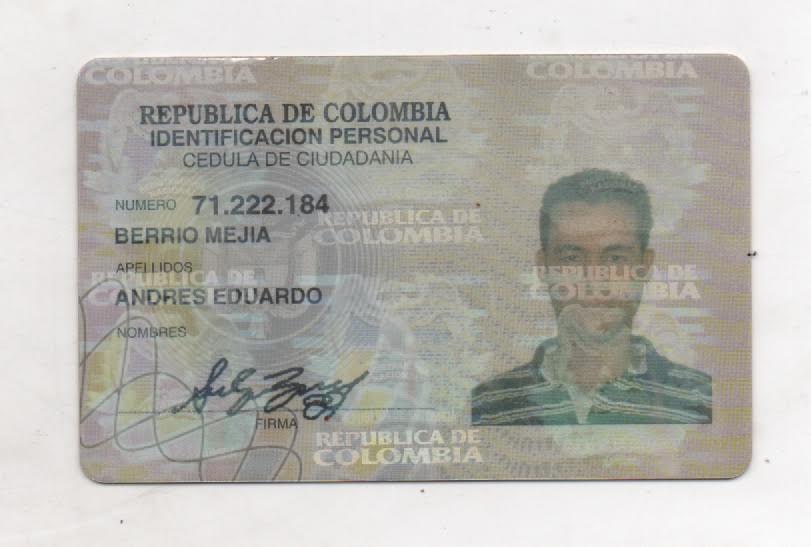 COLOMBIA
COLOMBIA
REPUBLICA DE COLOMBIA
IDENTIFICACION PERSONAL
CEDULA DE CIUDADANIA
NUMERO 71.222.184
REPUBLICA DE
COLOMBIA
BERRIO MEJIA
APELLIDOS
REPUBLICA DE
COLOMBIA
REPUBLICA DE
COLOMBIA
ANDRES EDUARDO
NOMBRES
FIRMA
REPUBLICA DE
COLOMBIA